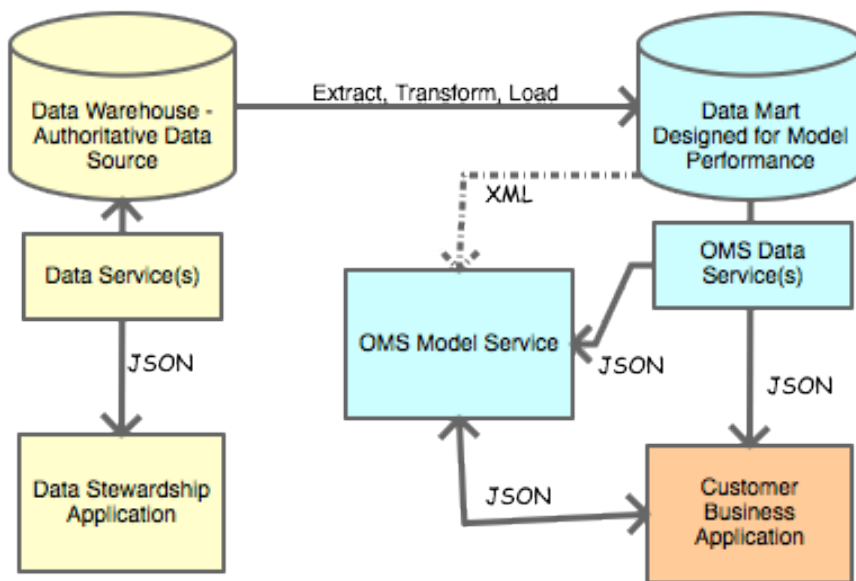 Data Warehouse -
Authoritative Data
Source
Extract, Transform, Load
Data Mart
Designed for Model
Performance
XML
Data Service(s)
OMS Data
Service(s)
OMS Model Service
JSON
JSON
JSON
Data Stewardship
Application
JSON
Customer
Business
Application